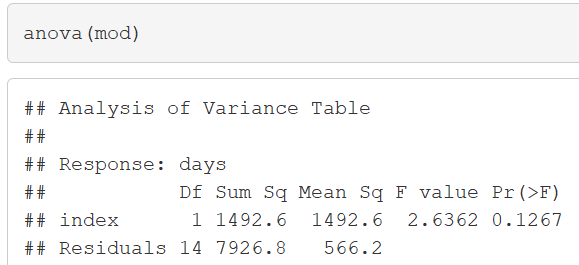 anova(mod)
## Analysis of Variance Table
##
## Response: days
##           Df Sum Sq Mean Sq F value Pr(>F)
## index      1 1492.6  1492.6  2.6362 0.1267
## Residuals 14 7926.8   566.2